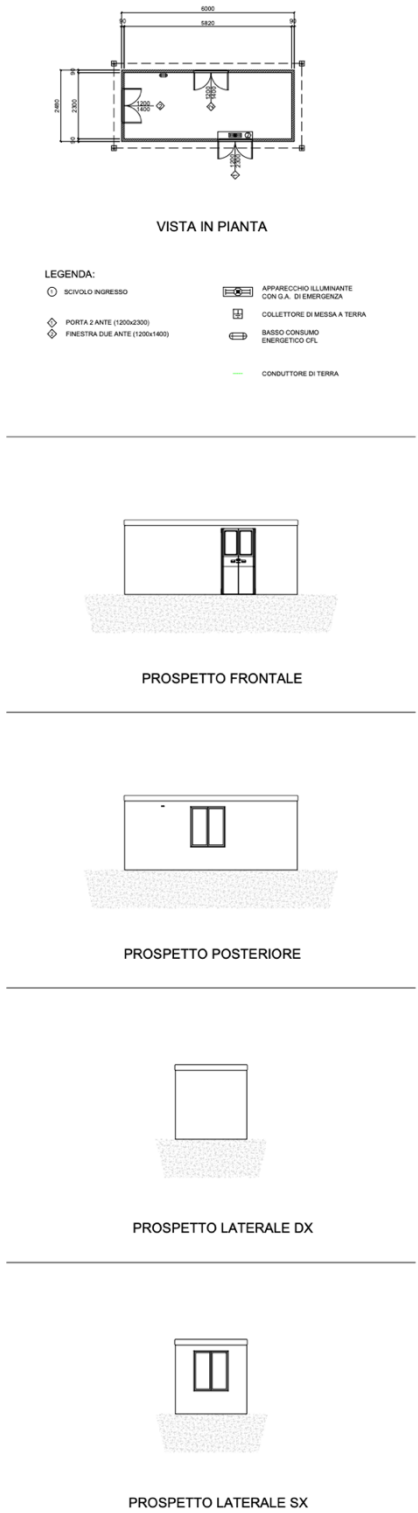 6000
90 5820 90
90
2480 2300
90
1200
1400
1200
1400
1200
2300
VISTA IN PIANTA
LEGENDA:
1 SCIVOLO INGRESSO
1 PORTA 2 ANTE (1200x2300)
2 FINESTRA DUE ANTE (1200x1400)
APPARECCHIO ILLUMINANTE
CON G.A. DI EMERGENZA
COLLETTORE DI MESSA A TERRA
BASSO CONSUMO
ENERGETICO CFL
CONDUTTORE DI TERRA
PROSPETTO FRONTALE
PROSPETTO POSTERIORE
PROSPETTO LATERALE DX
PROSPETTO LATERALE SX